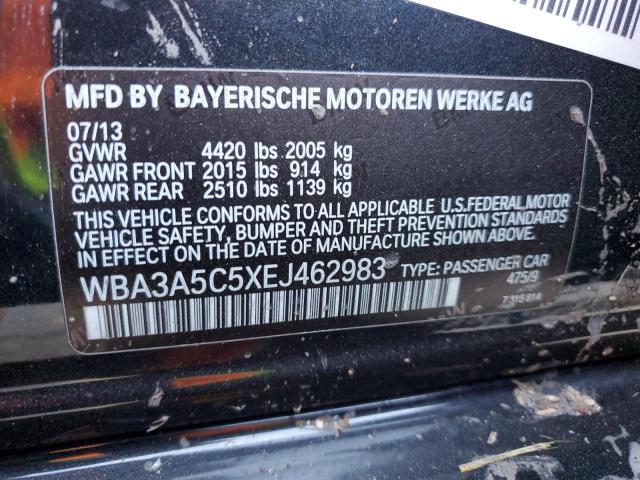 MFD BY BAYERISCHE MOTOREN WERKE AG
07/13
GVWR 4420 lbs 2005 kg
GAWR FRONT 2015 lbs 914 kg
GAWR REAR 2510 lbs 1139 kg
THIS VEHICLE CONFORMS TO ALL APPLICABLE U.S.FEDERAL MOTOR
VEHICLE SAFETY, BUMPER AND THEFT PREVENTION STANDARDS
IN EFFECT ON THE DATE OF MANUFACTURE SHOWN ABOVE.
WBA3A5C5XEJ462983 TYPE: PASSENGER CAR
475/9
7315814